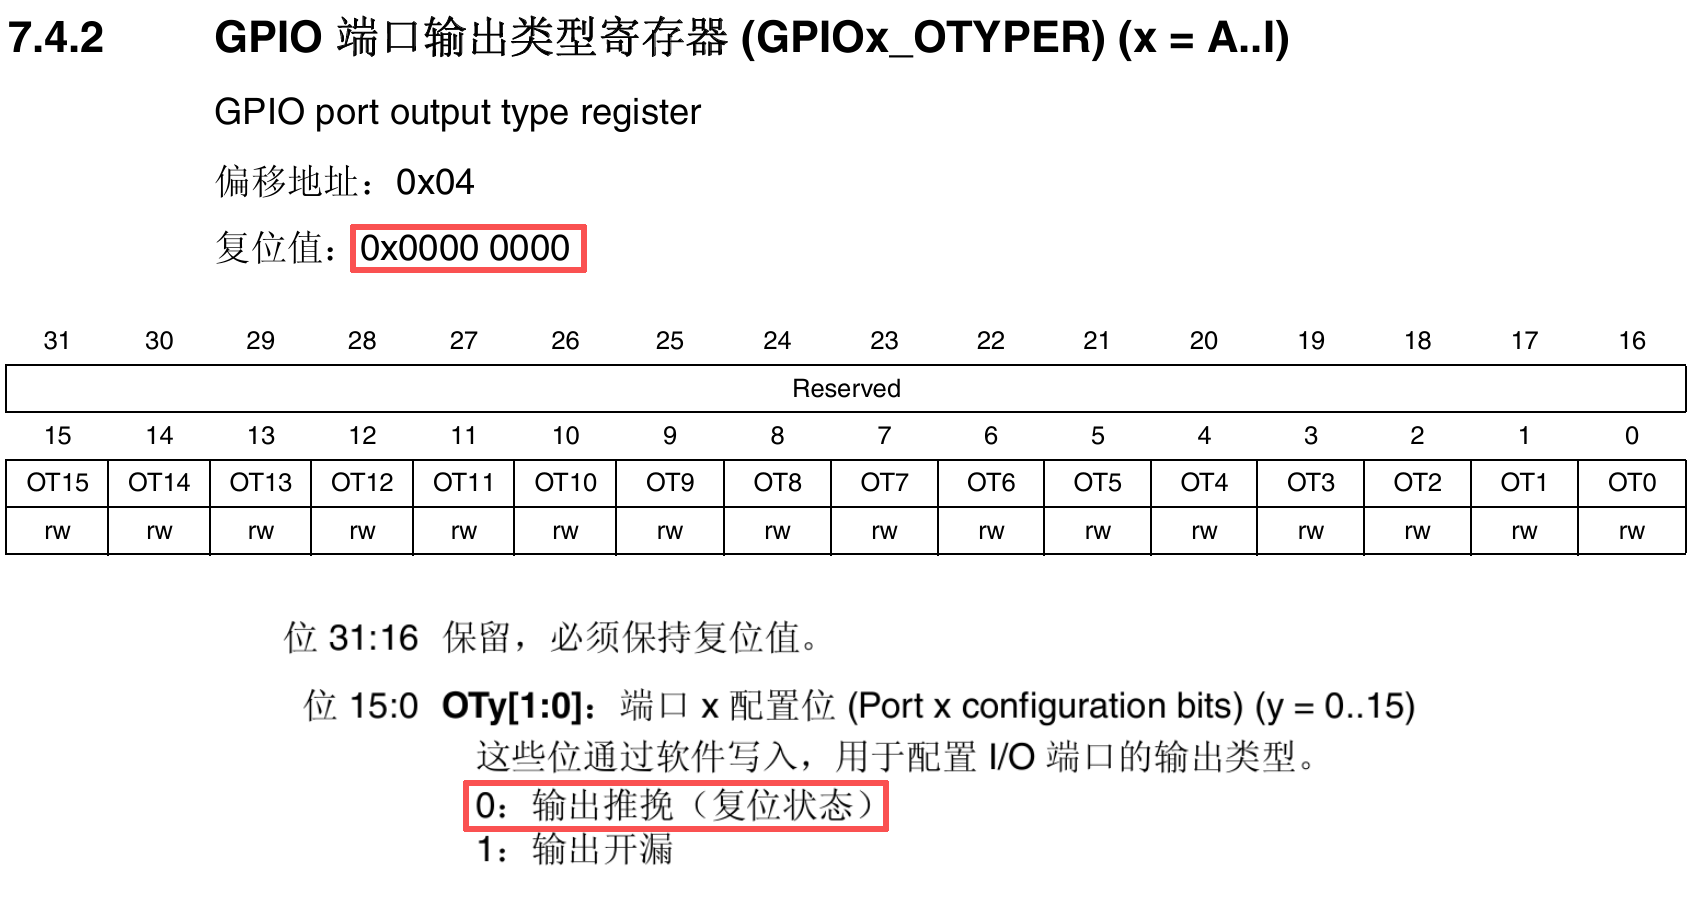 7.4.2 GPIO 端口输出类型寄存器 (GPIOx_OTYPER) (x = A..I)
GPIO port output type register
偏移地址：0x04
复位值：0x0000 0000
31 30 29 28 27 26 25 24 23 22 21 20 19 18 17 16
Reserved
15 14 13 12 11 10 9 8 7 6 5 4 3 2 1 0
OT15 OT14 OT13 OT12 OT11 OT10 OT9 OT8 OT7 OT6 OT5 OT4 OT3 OT2 OT1 OT0
rw rw rw rw rw rw rw rw rw rw rw rw rw rw rw rw
位 31:16 保留，必须保持复位值。
位 15:0 OTy[1:0]：端口 x 配置位 (Port x configuration bits) (y = 0..15)
这些位通过软件写入，用于配置 I/O 端口的输出类型。
0：输出推挽（复位状态）
1：输出开漏